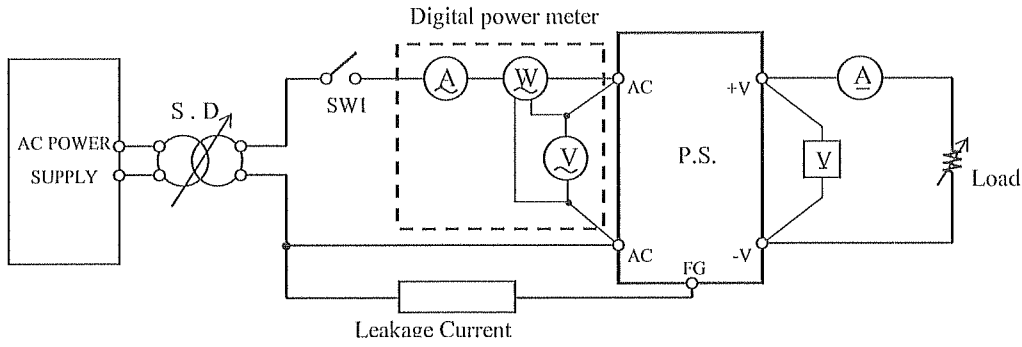 Digital power meter
S . D
SW1
A
W
AC
+V
A
AC POWER
SUPPLY
V
P.S.
V
Load
AC
FG
-V
Leakage Current